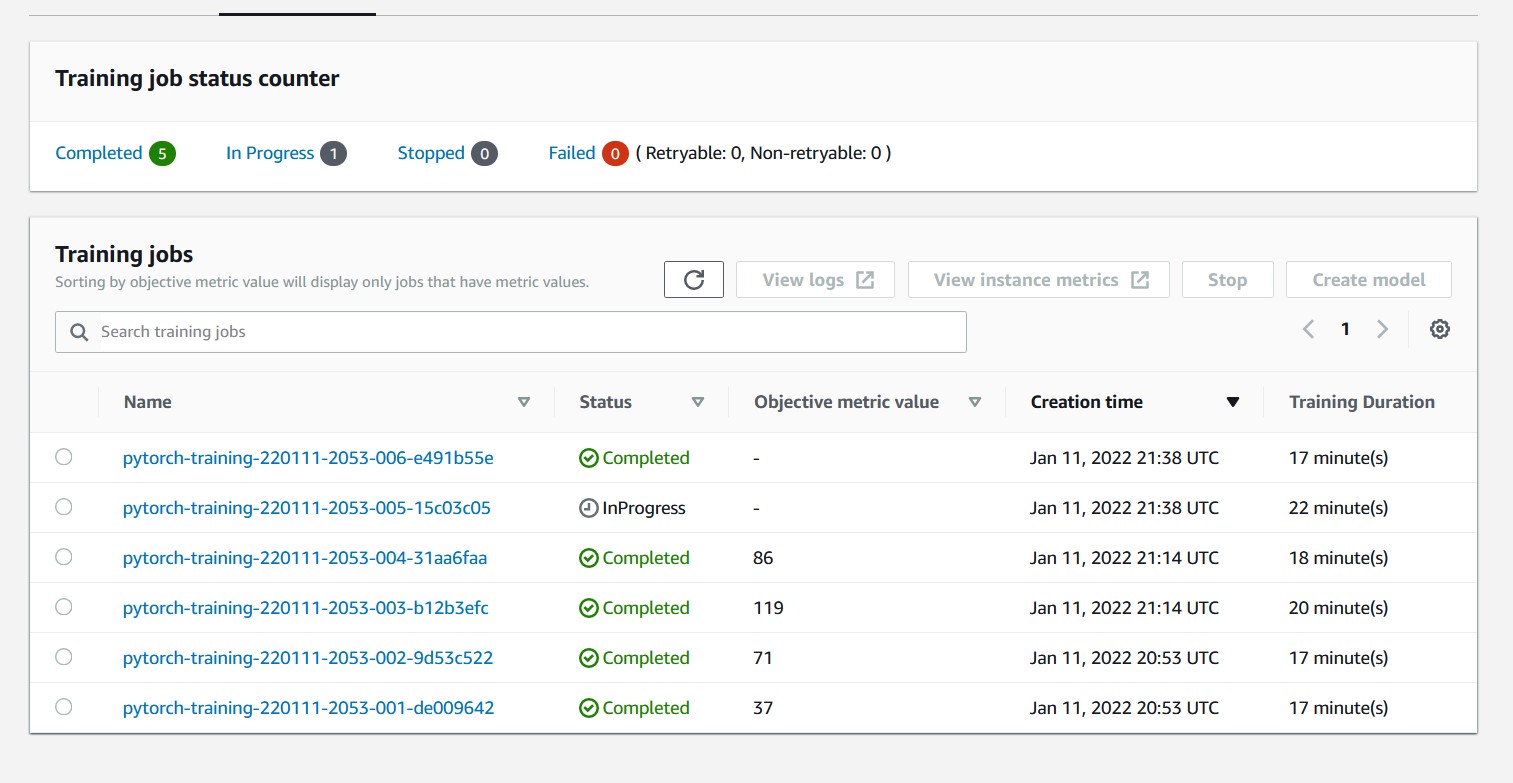 Training job status counter
Completed 5 In Progress 1 Stopped 0 Failed 0 ( Retryable: 0, Non-retryable: 0 )
Training jobs
Sorting by objective metric value will display only jobs that have metric values.
View logs View instance metrics Stop Create model
Search training jobs 1
Name Status Objective metric value Creation time Training Duration
pytorch-training-220111-2053-006-e491b55e Completed - Jan 11, 2022 21:38 UTC 17 minute(s)
pytorch-training-220111-2053-005-15c03c05 InProgress - Jan 11, 2022 21:38 UTC 22 minute(s)
pytorch-training-220111-2053-004-31aa6faa Completed 86 Jan 11, 2022 21:14 UTC 18 minute(s)
pytorch-training-220111-2053-003-b12b3efc Completed 119 Jan 11, 2022 21:14 UTC 20 minute(s)
pytorch-training-220111-2053-002-9d53c522 Completed 71 Jan 11, 2022 20:53 UTC 17 minute(s)
pytorch-training-220111-2053-001-de009642 Completed 37 Jan 11, 2022 20:53 UTC 17 minute(s)